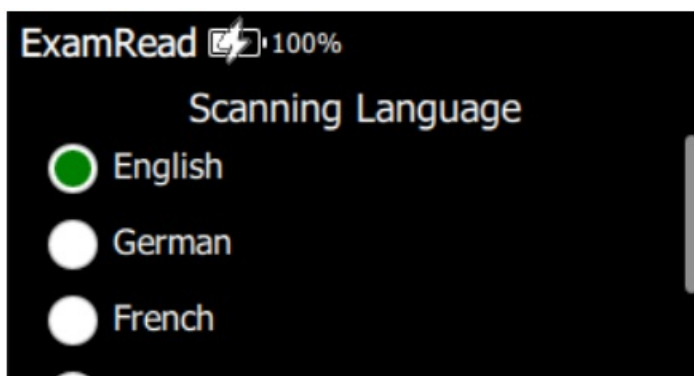 ExamRead 100%
Scanning Language
English
German
French